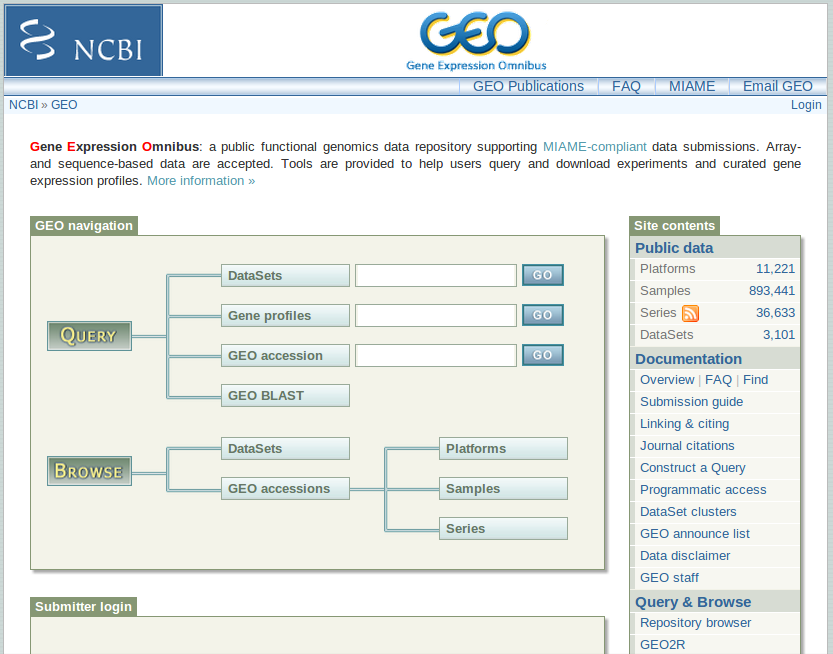 NCBI
GEO
Gene Expression Omnibus
GEO Publications FAQ MIAME Email GEO
NCBI » GEO Login
Gene Expression Omnibus: a public functional genomics data repository supporting MIAME-compliant data submissions. Array-
and sequence-based data are accepted. Tools are provided to help users query and download experiments and curated gene
expression profiles. More information »
GEO navigation
QUERY
DataSets GO
Gene profiles GO
GEO accession GO
GEO BLAST
BROWSE
DataSets
GEO accessions
Platforms
Samples
Series
Submitter login
Site contents
Public data
Platforms 11,221
Samples 893,441
Series 36,633
DataSets 3,101
Documentation
Overview | FAQ | Find
Submission guide
Linking & citing
Journal citations
Construct a Query
Programmatic access
DataSet clusters
GEO announce list
Data disclaimer
GEO staff
Query & Browse
Repository browser
GEO2R